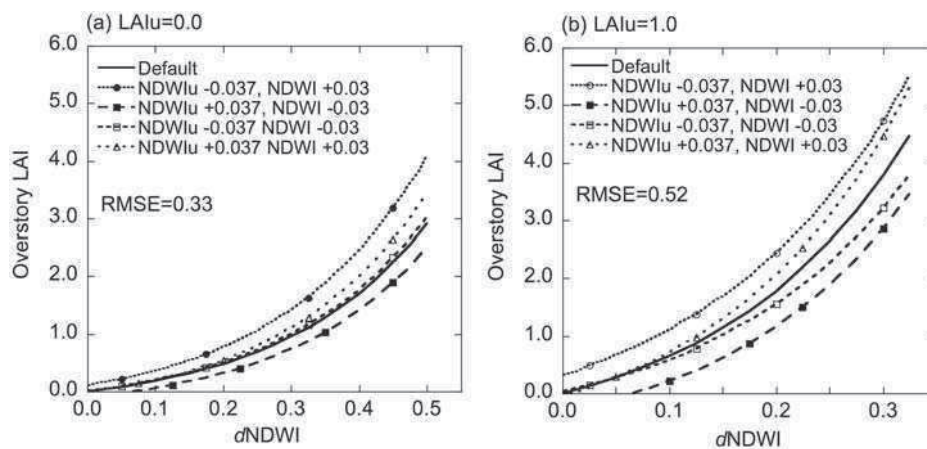 (a) LAIu=0.0
6.0
5.0
4.0
3.0
2.0
1.0
0.0
Overstory LAI
Default
NDWIu -0.037, NDWI +0.03
NDWIu +0.037, NDWI -0.03
NDWIu -0.037 NDWI -0.03
NDWIu +0.037 NDWI +0.03
RMSE=0.33
0.0 0.1 0.2 0.3 0.4 0.5
dNDWI
(b) LAIu=1.0
6.0
5.0
4.0
3.0
2.0
1.0
0.0
Overstory LAI
Default
NDWIu -0.037, NDWI +0.03
NDWIu +0.037, NDWI -0.03
NDWIu -0.037, NDWI -0.03
NDWIu +0.037, NDWI +0.03
RMSE=0.52
0.0 0.1 0.2 0.3
dNDWI